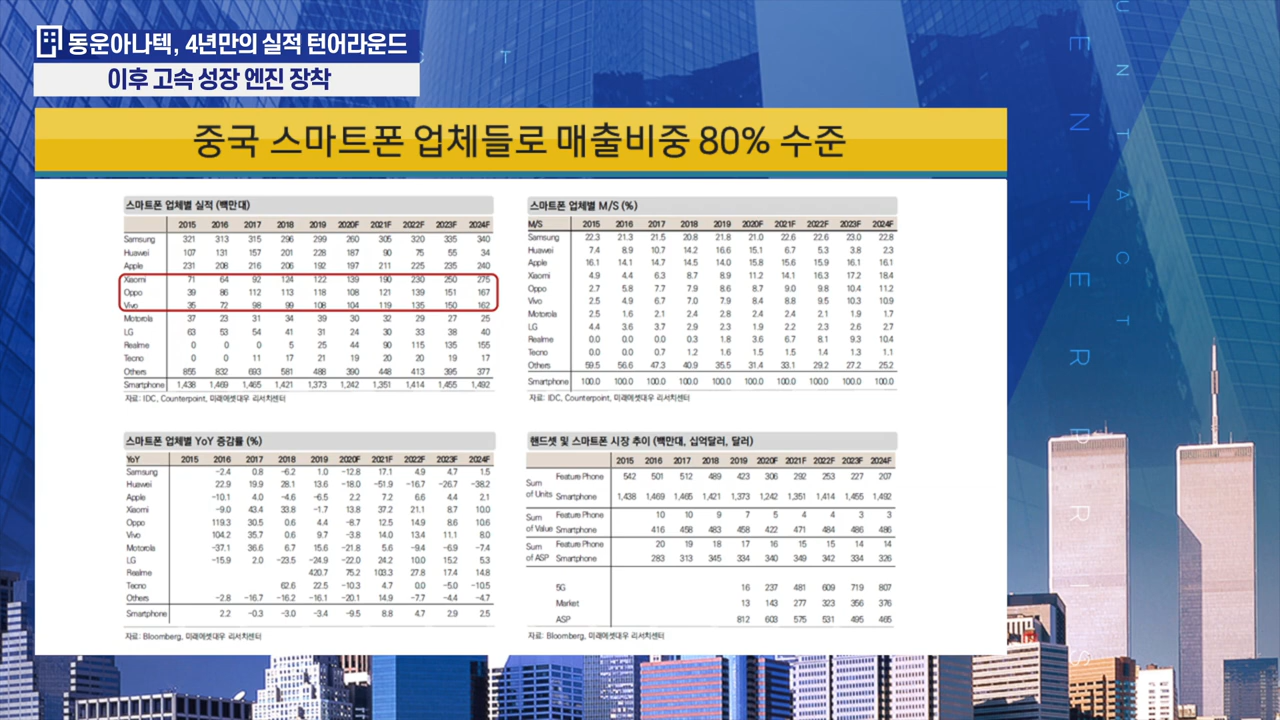 동운아나텍, 4년만의 실적 턴어라운드
이후 고속 성장 엔진 장착
중국 스마트폰 업체들로 매출비중 80% 수준
스마트폰 업체별 실적 (백만대)
2015 2016 2017 2018 2019 2020F 2021F 2022F 2023F 2024F
Samsung 321 313 315 296 299 260 305 320 335 340
Huawei 107 131 157 201 228 187 90 75 55 34
Apple 231 208 216 206 192 197 211 225 235 240
Xiaomi 71 64 92 124 122 139 190 230 250 275
Oppo 39 86 112 113 118 108 121 139 151 167
Vivo 35 72 98 99 108 104 119 135 150 162
Motorola 37 23 31 34 39 30 32 29 27 25
LG 63 53 54 41 31 24 30 33 38 40
Realme 0 0 0 5 25 44 90 115 135 155
Tecno 0 0 11 17 21 19 20 20 19 17
Others 855 832 693 581 488 390 448 413 395 377
Smartphone 1,438 1,469 1,465 1,421 1,373 1,242 1,351 1,414 1,455 1,492
자료: IDC, Counterpoint, 미래에셋대우 리서치센터
스마트폰 업체별 M/S (%)
M/S 2015 2016 2017 2018 2019 2020F 2021F 2022F 2023F 2024F
Samsung 22.3 21.3 21.5 20.8 21.8 21.0 22.6 22.6 23.0 22.8
Huawei 7.4 8.9 10.7 14.2 16.6 15.1 6.7 5.3 3.8 2.3
Apple 16.1 14.1 14.7 14.5 14.0 15.8 15.6 15.9 16.1 16.1
Xiaomi 4.9 4.4 6.3 8.7 8.9 11.2 14.1 16.3 17.2 18.4
Oppo 2.7 5.8 7.7 7.9 8.6 8.7 9.0 9.8 10.4 11.2
Vivo 2.5 4.9 6.7 7.0 7.9 8.4 8.8 9.5 10.3 10.9
Motorola 2.5 1.6 2.1 2.4 2.8 2.4 2.4 2.1 1.9 1.7
LG 4.4 3.6 3.7 2.9 2.3 1.9 2.2 2.3 2.6 2.7
Realme 0.0 0.0 0.0 0.3 1.8 3.6 6.7 8.1 9.3 10.4
Tecno 0.0 0.0 0.7 1.2 1.6 1.5 1.5 1.4 1.3 1.1
Others 59.5 56.6 47.3 40.9 35.5 31.4 33.1 29.2 27.2 25.2
Smartphone 100.0 100.0 100.0 100.0 100.0 100.0 100.0 100.0 100.0 100.0
자료: IDC, Counterpoint, 미래에셋대우 리서치센터
스마트폰 업체별 YoY 증감률 (%)
YoY 2015 2016 2017 2018 2019 2020F 2021F 2022F 2023F 2024F
Samsung -2.4 0.8 -6.2 1.0 -12.8 17.1 4.9 4.7 1.5
Huawei 22.9 19.9 28.1 13.6 -18.0 -51.9 -16.7 -26.7 -38.2
Apple -10.1 4.0 -4.6 -6.5 2.2 7.2 6.6 4.4 2.1
Xiaomi -9.0 43.4 33.8 -1.7 13.8 37.2 21.1 8.7 10.0
Oppo 119.3 30.5 0.6 4.4 -8.7 12.5 14.9 8.6 10.6
Vivo 104.2 35.7 0.6 9.7 -3.8 14.0 13.4 11.1 8.0
Motorola -37.1 36.6 6.7 15.6 -21.8 5.6 -9.4 -6.9 -7.4
LG -15.9 2.0 -23.5 -24.9 -22.0 24.2 10.0 15.2 5.3
Realme 420.7 75.2 103.3 27.8 17.4 14.8
Tecno 62.6 22.5 -10.3 4.7 0.0 -5.0 -10.5
Others -2.8 -16.7 -16.2 -16.1 -20.1 14.9 -7.7 -4.4 -4.7
Smartphone 2.2 -0.3 -3.0 -3.4 -9.5 8.8 4.7 2.9 2.5
자료: Bloomberg, 미래에셋대우 리서치센터
핸드셋 및 스마트폰 시장 추이 (백만대, 십억달러, 달러)
2015 2016 2017 2018 2019 2020F 2021F 2022F 2023F 2024F
Sum of Units Feature Phone 542 501 512 489 423 306 292 253 227 207
Smartphone 1,438 1,469 1,465 1,421 1,373 1,242 1,351 1,414 1,455 1,492
Sum of Value Feature Phone 10 10 9 7 5 4 4 3 3
Smartphone 416 458 483 458 422 471 484 486 486
Sum of ASP Feature Phone 20 19 18 17 16 15 15 14 14
Smartphone 283 313 345 334 340 349 342 334 326
5G 16 237 481 609 719 807
Market 13 143 277 323 356 376
ASP 812 603 575 531 495 465
자료: Bloomberg, 미래에셋대우 리서치센터
ENTERPRIS
UNTACT